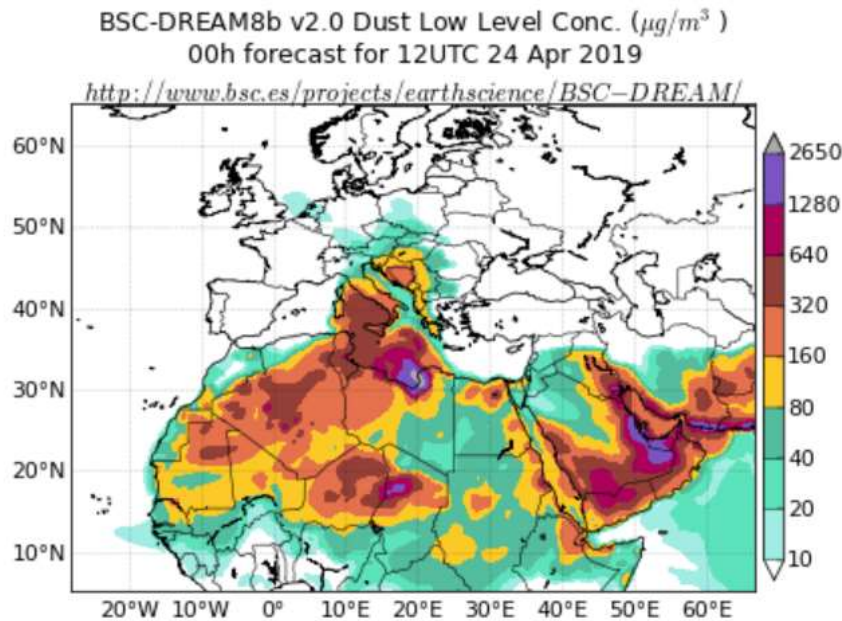 BSC-DREAM8b v2.0 Dust Low Level Conc. (μg/m³ )
00h forecast for 12UTC 24 Apr 2019
http://www.bsc.es/projects/earthscience/BSC−DREAM/
60°N
50°N
40°N
30°N
20°N
10°N
20°W 10°W 0° 10°E 20°E 30°E 40°E 50°E 60°E
2650
1280
640
320
160
80
40
20
10